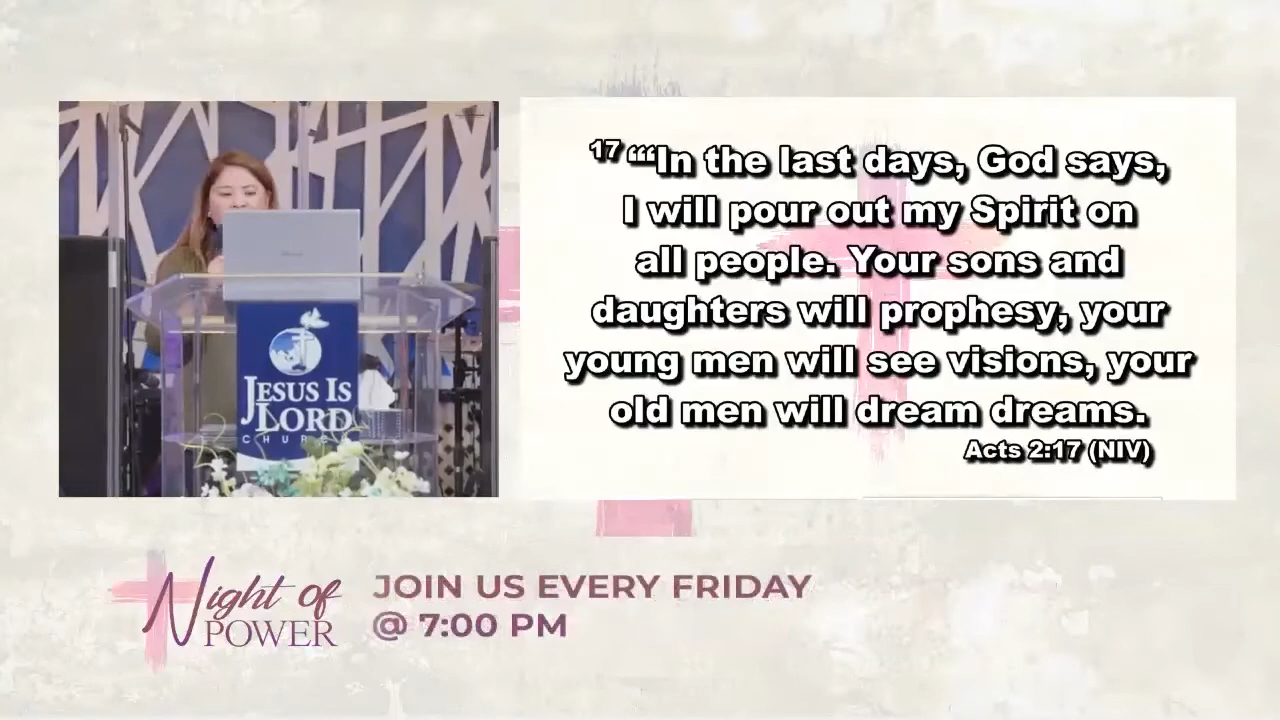 JESUS IS
LORD
CHURCH
17 “‘In the last days, God says,
I will pour out my Spirit on
all people. Your sons and
daughters will prophesy, your
young men will see visions, your
old men will dream dreams.
Acts 2:17 (NIV)
Night of
POWER
JOIN US EVERY FRIDAY
@ 7:00 PM